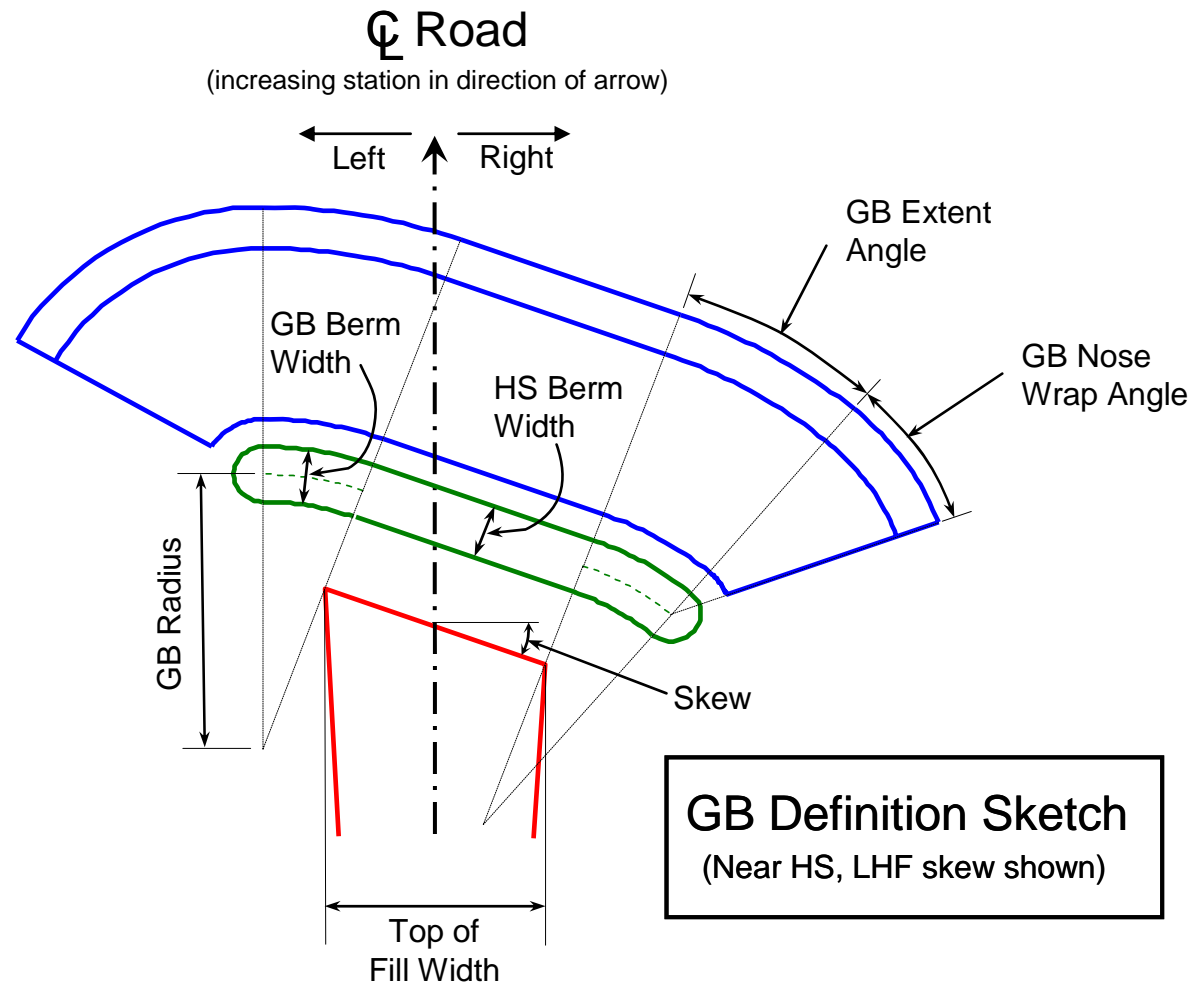 ℄ Road
(increasing station in direction of arrow)
Left
Right
GB Extent
Angle
GB Berm
Width
GB Nose
Wrap Angle
HS Berm
Width
GB Radius
Skew
GB Definition Sketch
(Near HS, LHF skew shown)
Top of
Fill Width